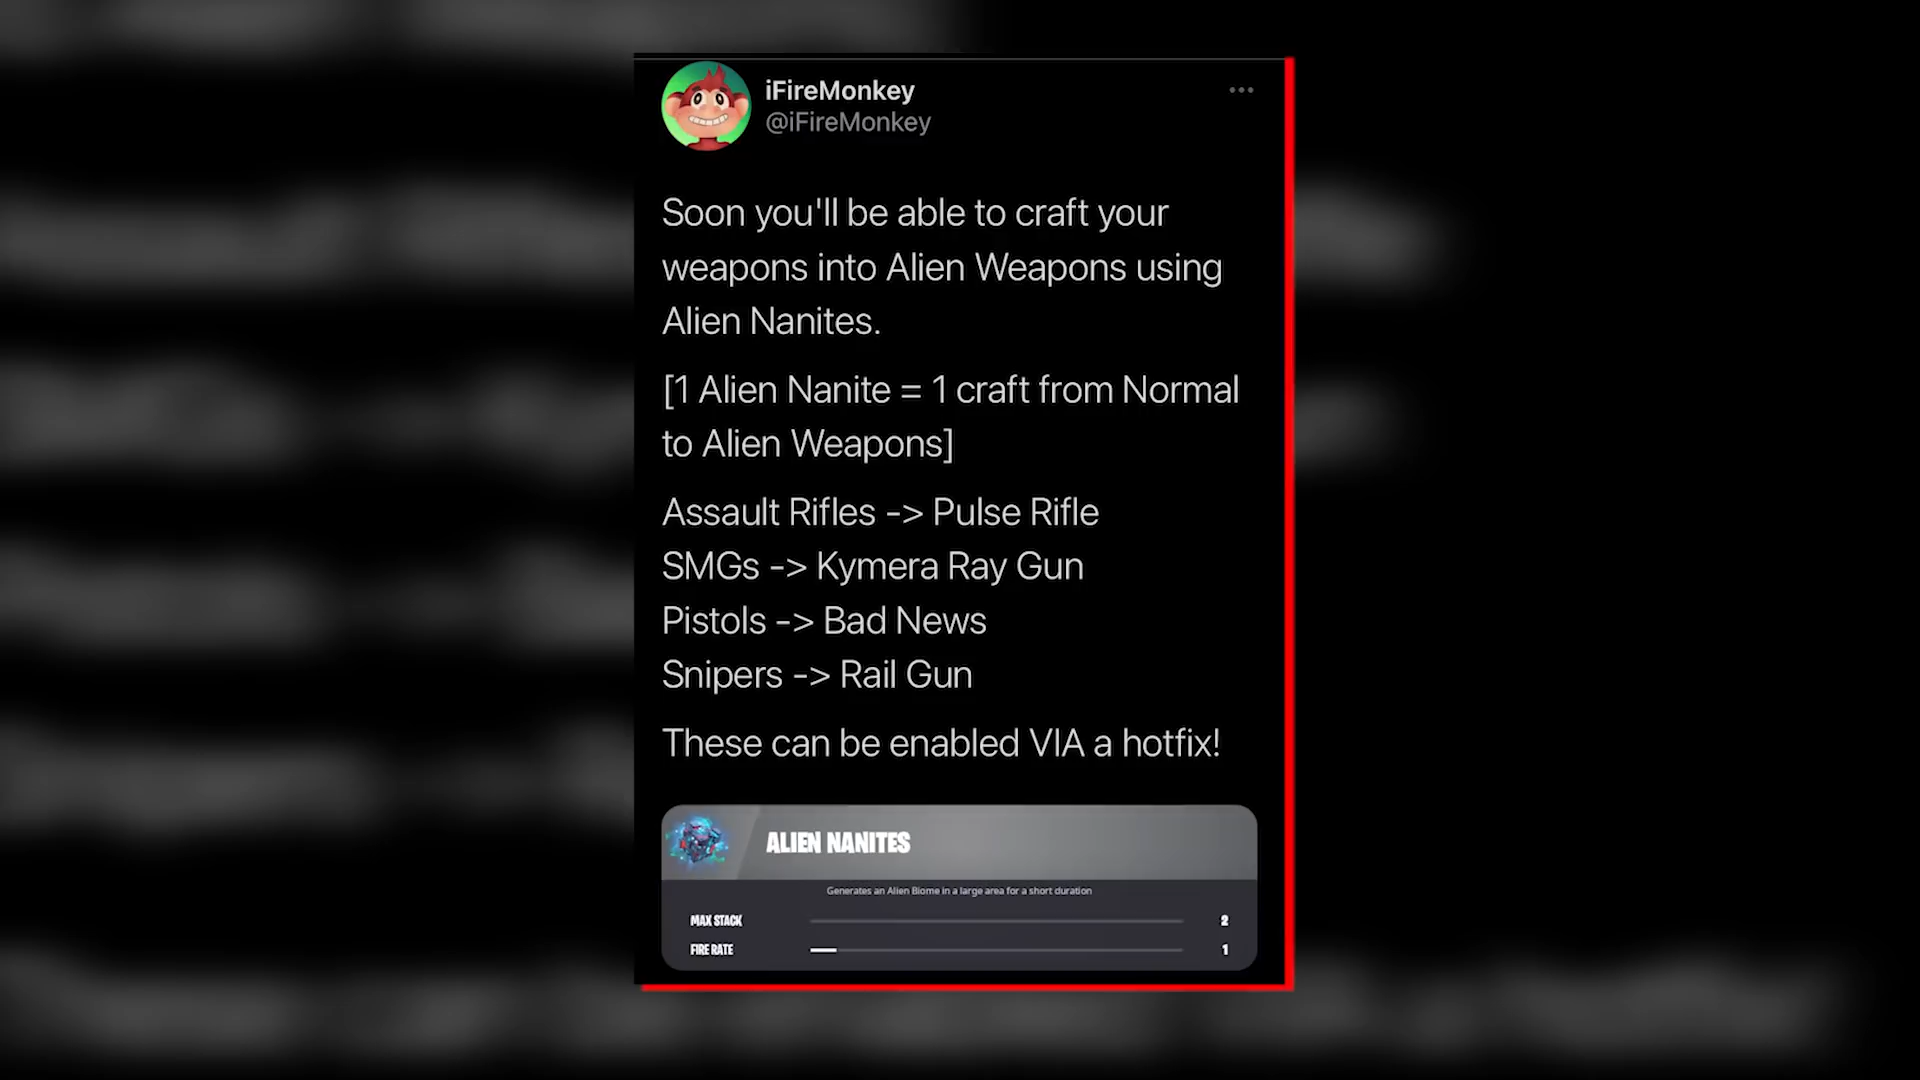 iFireMonkey
@iFireMonkey
Soon you'll be able to craft your
weapons into Alien Weapons using
Alien Nanites.
[1 Alien Nanite = 1 craft from Normal
to Alien Weapons]
Assault Rifles -> Pulse Rifle
SMGs -> Kymera Ray Gun
Pistols -> Bad News
Snipers -> Rail Gun
These can be enabled VIA a hotfix!
ALIEN NANITES
Generates an Alien Biome in a large area for a short duration
MAX STACK 2
FIRE RATE 1